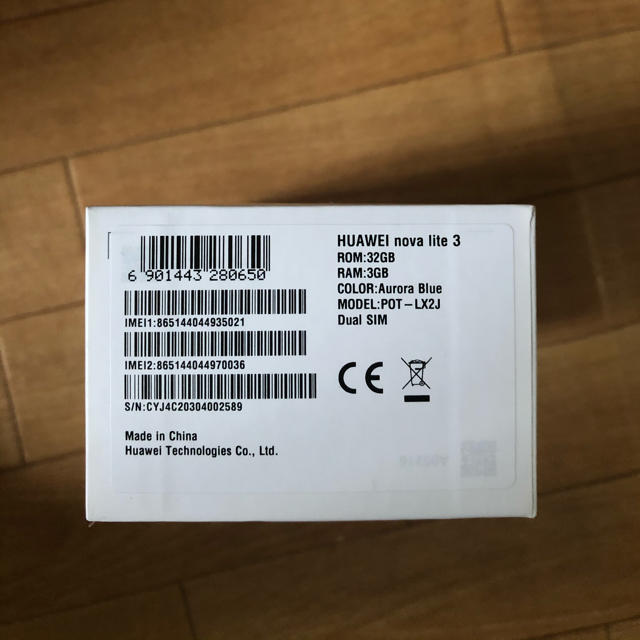 6 901443 280650
IMEI1:865144044935021
IMEI2:865144044970036
S/N:CYJ4C20304002589
Made in China
Huawei Technologies Co., Ltd.
HUAWEI nova lite 3
ROM:32GB
RAM:3GB
COLOR:Aurora Blue
MODEL:POT-LX2J
Dual SIM
CE